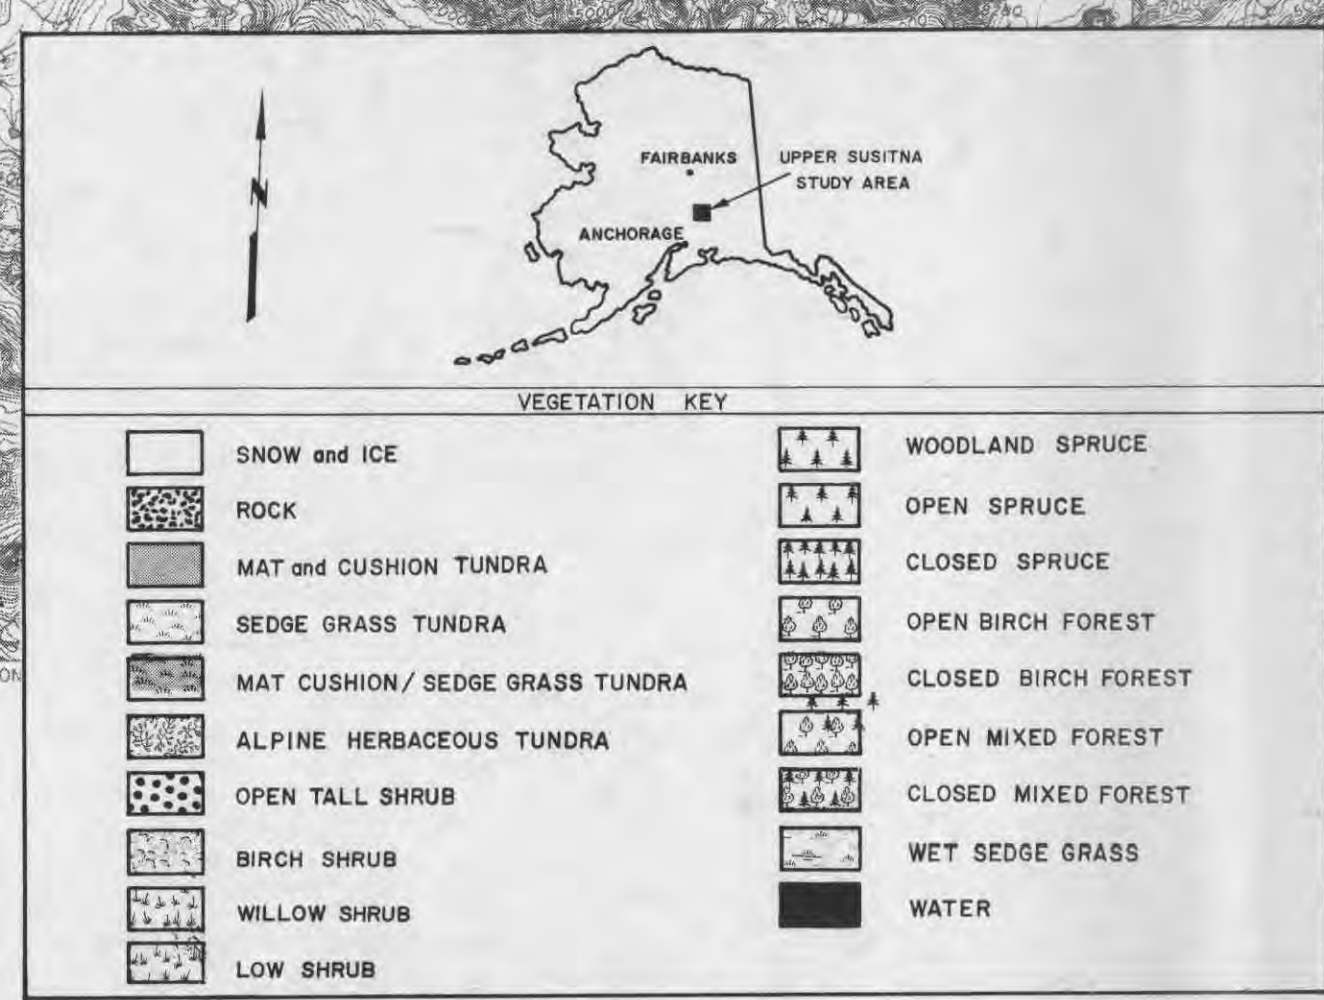 N
FAIRBANKS
UPPER SUSITNA
STUDY AREA
ANCHORAGE
VEGETATION KEY
SNOW and ICE
ROCK
MAT and CUSHION TUNDRA
SEDGE GRASS TUNDRA
MAT CUSHION/ SEDGE GRASS TUNDRA
ALPINE HERBACEOUS TUNDRA
OPEN TALL SHRUB
BIRCH SHRUB
WILLOW SHRUB
LOW SHRUB
WOODLAND SPRUCE
OPEN SPRUCE
CLOSED SPRUCE
OPEN BIRCH FOREST
CLOSED BIRCH FOREST
OPEN MIXED FOREST
CLOSED MIXED FOREST
WET SEDGE GRASS
WATER